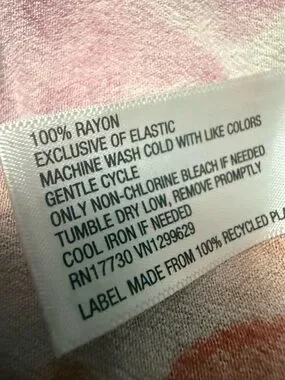 100% RAYON
EXCLUSIVE OF ELASTIC
MACHINE WASH COLD WITH LIKE COLORS
GENTLE CYCLE
ONLY NON-CHLORINE BLEACH IF NEEDED
TUMBLE DRY LOW, REMOVE PROMPTLY
COOL IRON IF NEEDED
RN17730 VN1299629
LABEL MADE FROM 100% RECYCLED PLA